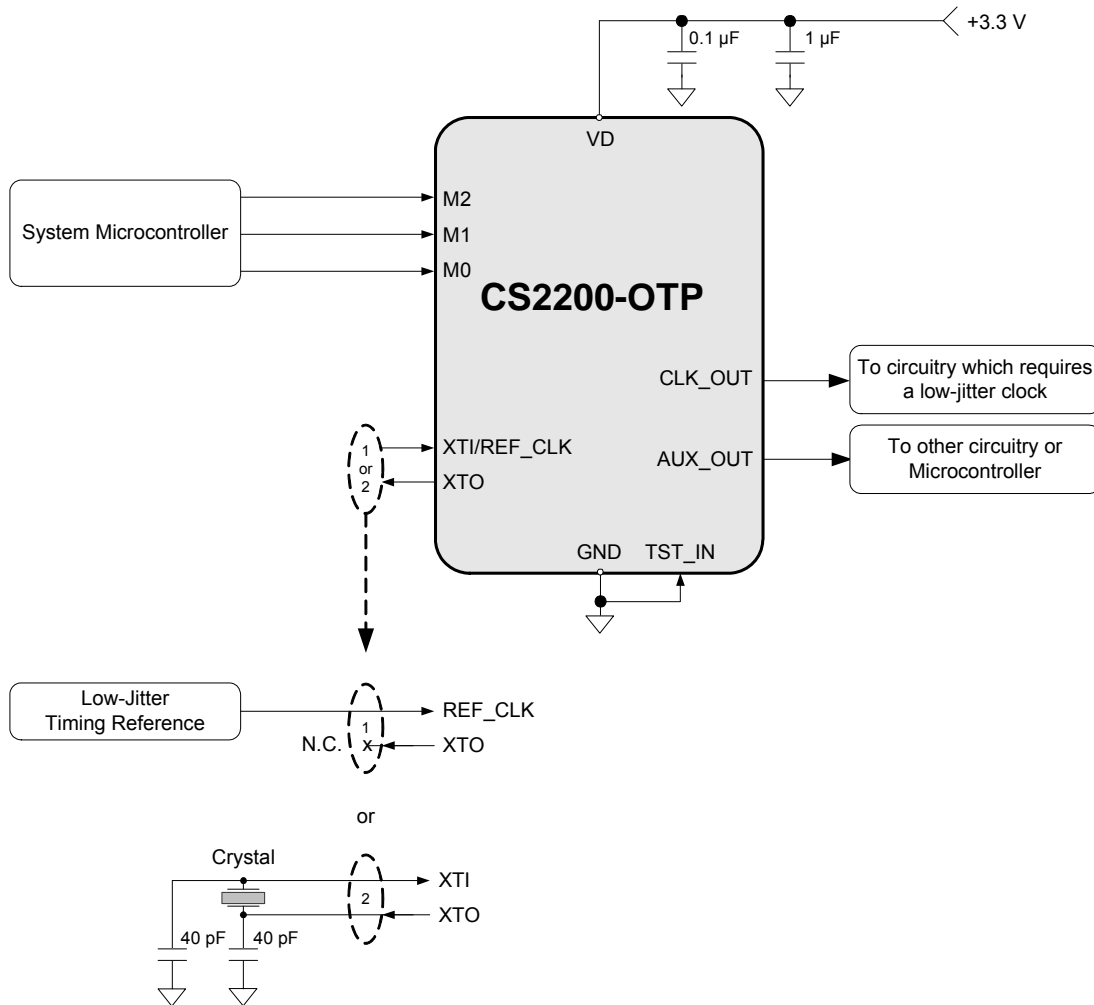 +3.3 V
0.1 µF
1 µF
VD
System Microcontroller
M2
M1
M0
CS2200-OTP
CLK_OUT
To circuitry which requires
a low-jitter clock
AUX_OUT
To other circuitry or
Microcontroller
XTI/REF_CLK
XTO
1
or
2
GND
TST_IN
Low-Jitter
Timing Reference
REF_CLK
1
N.C.
x
XTO
or
Crystal
XTI
2
XTO
40 pF
40 pF